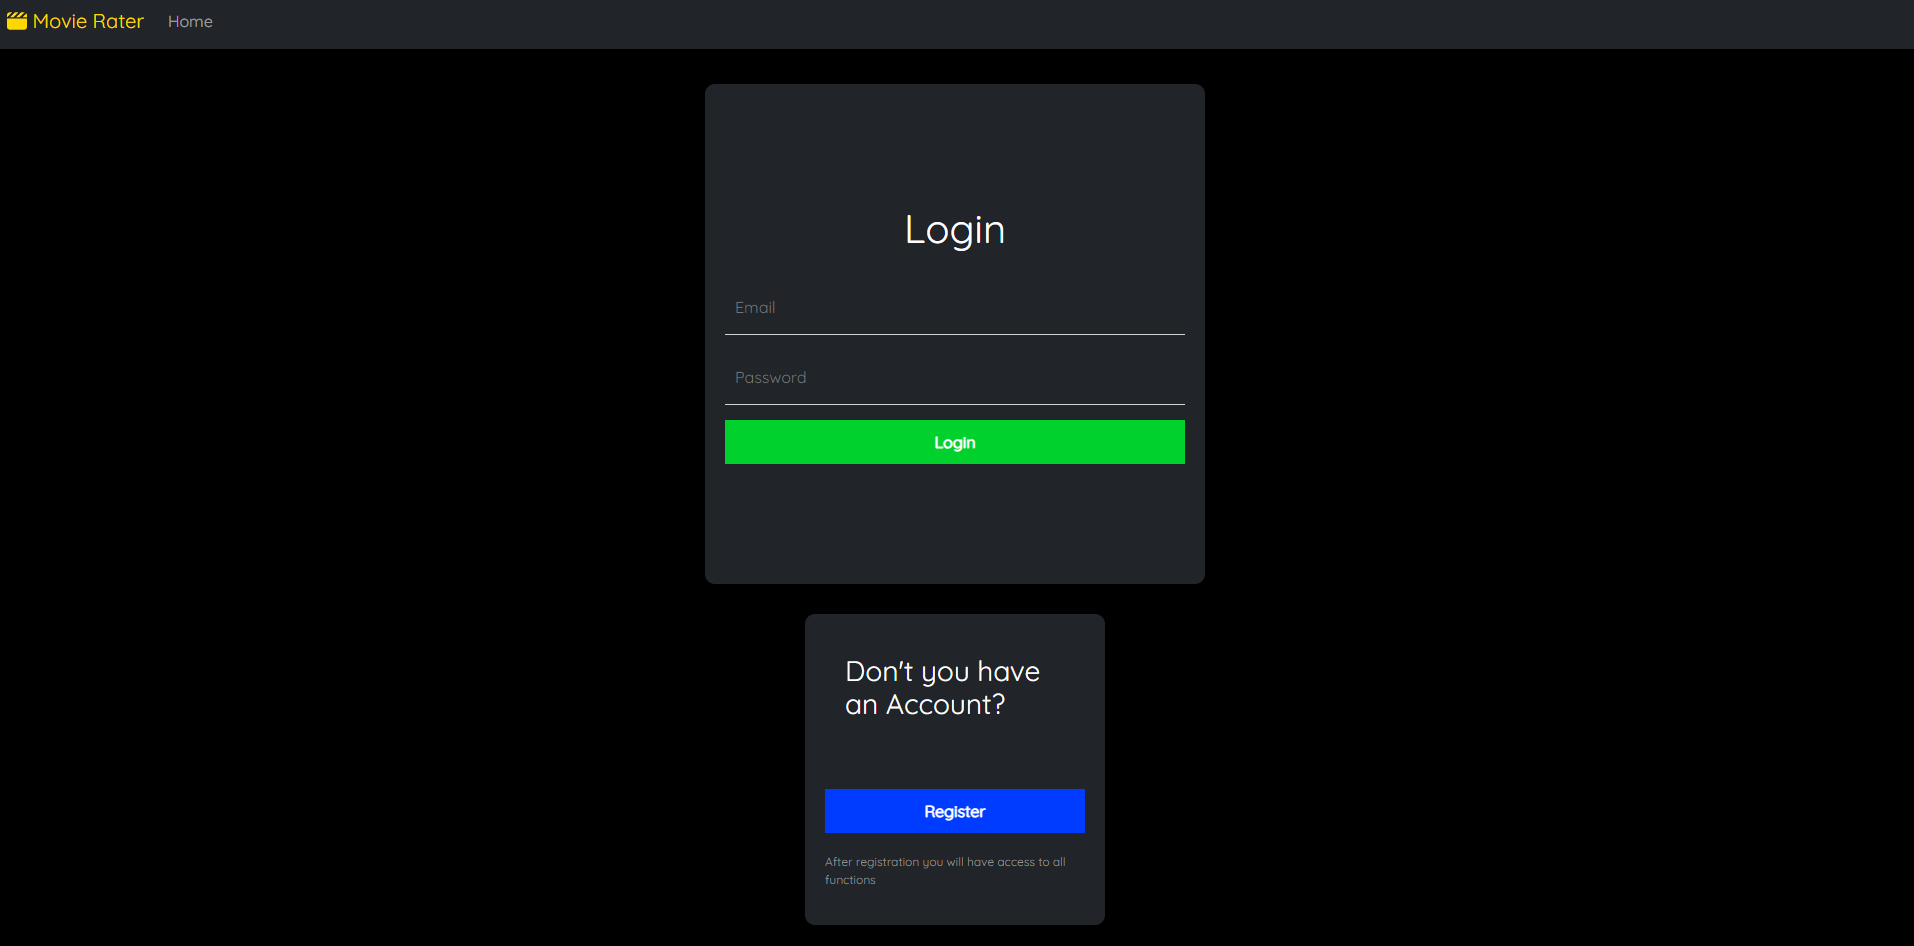 Movie Rater Home
Login
Email
Password
Login
Don't you have
an Account?
Register
After registration you will have access to all
functions